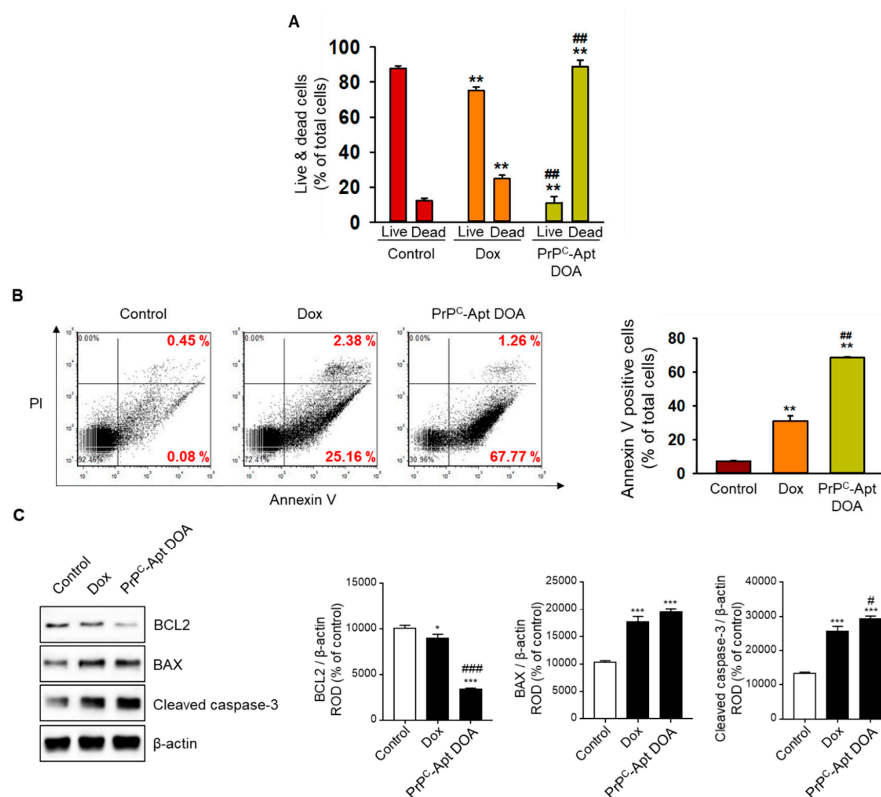 A
Live & dead cells
(% of total cells)
100
80
60
40
20
0
** ** ## ** ## **
Live Dead Live Dead Live Dead
Control Dox PrP^C-Apt
DOA
B
Control Dox PrP^C-Apt DOA
0.00% 0.45 % 0.00% 2.38 % 0.00% 1.26 %
PI
92.46% 0.08 % 72.41% 25.16 % 30.96% 67.77 %
Annexin V
Annexin V positive cells
(% of total cells)
80
60
40
20
0
** ## **
Control Dox PrP^C-Apt
DOA
C
Control Dox PrP^C-Apt DOA
BCL2
BAX
Cleaved caspase-3
β-actin
BCL2 / β-actin
ROD (% of control)
15000
10000
5000
0
* ### ***
Control Dox PrP^C-Apt DOA
BAX / β-actin
ROD (% of control)
25000
20000
15000
10000
5000
0
*** ***
Control Dox PrP^C-Apt DOA
Cleaved caspase-3 / β-actin
ROD (% of control)
40000
30000
20000
10000
0
*** # ***
Control Dox PrP^C-Apt DOA